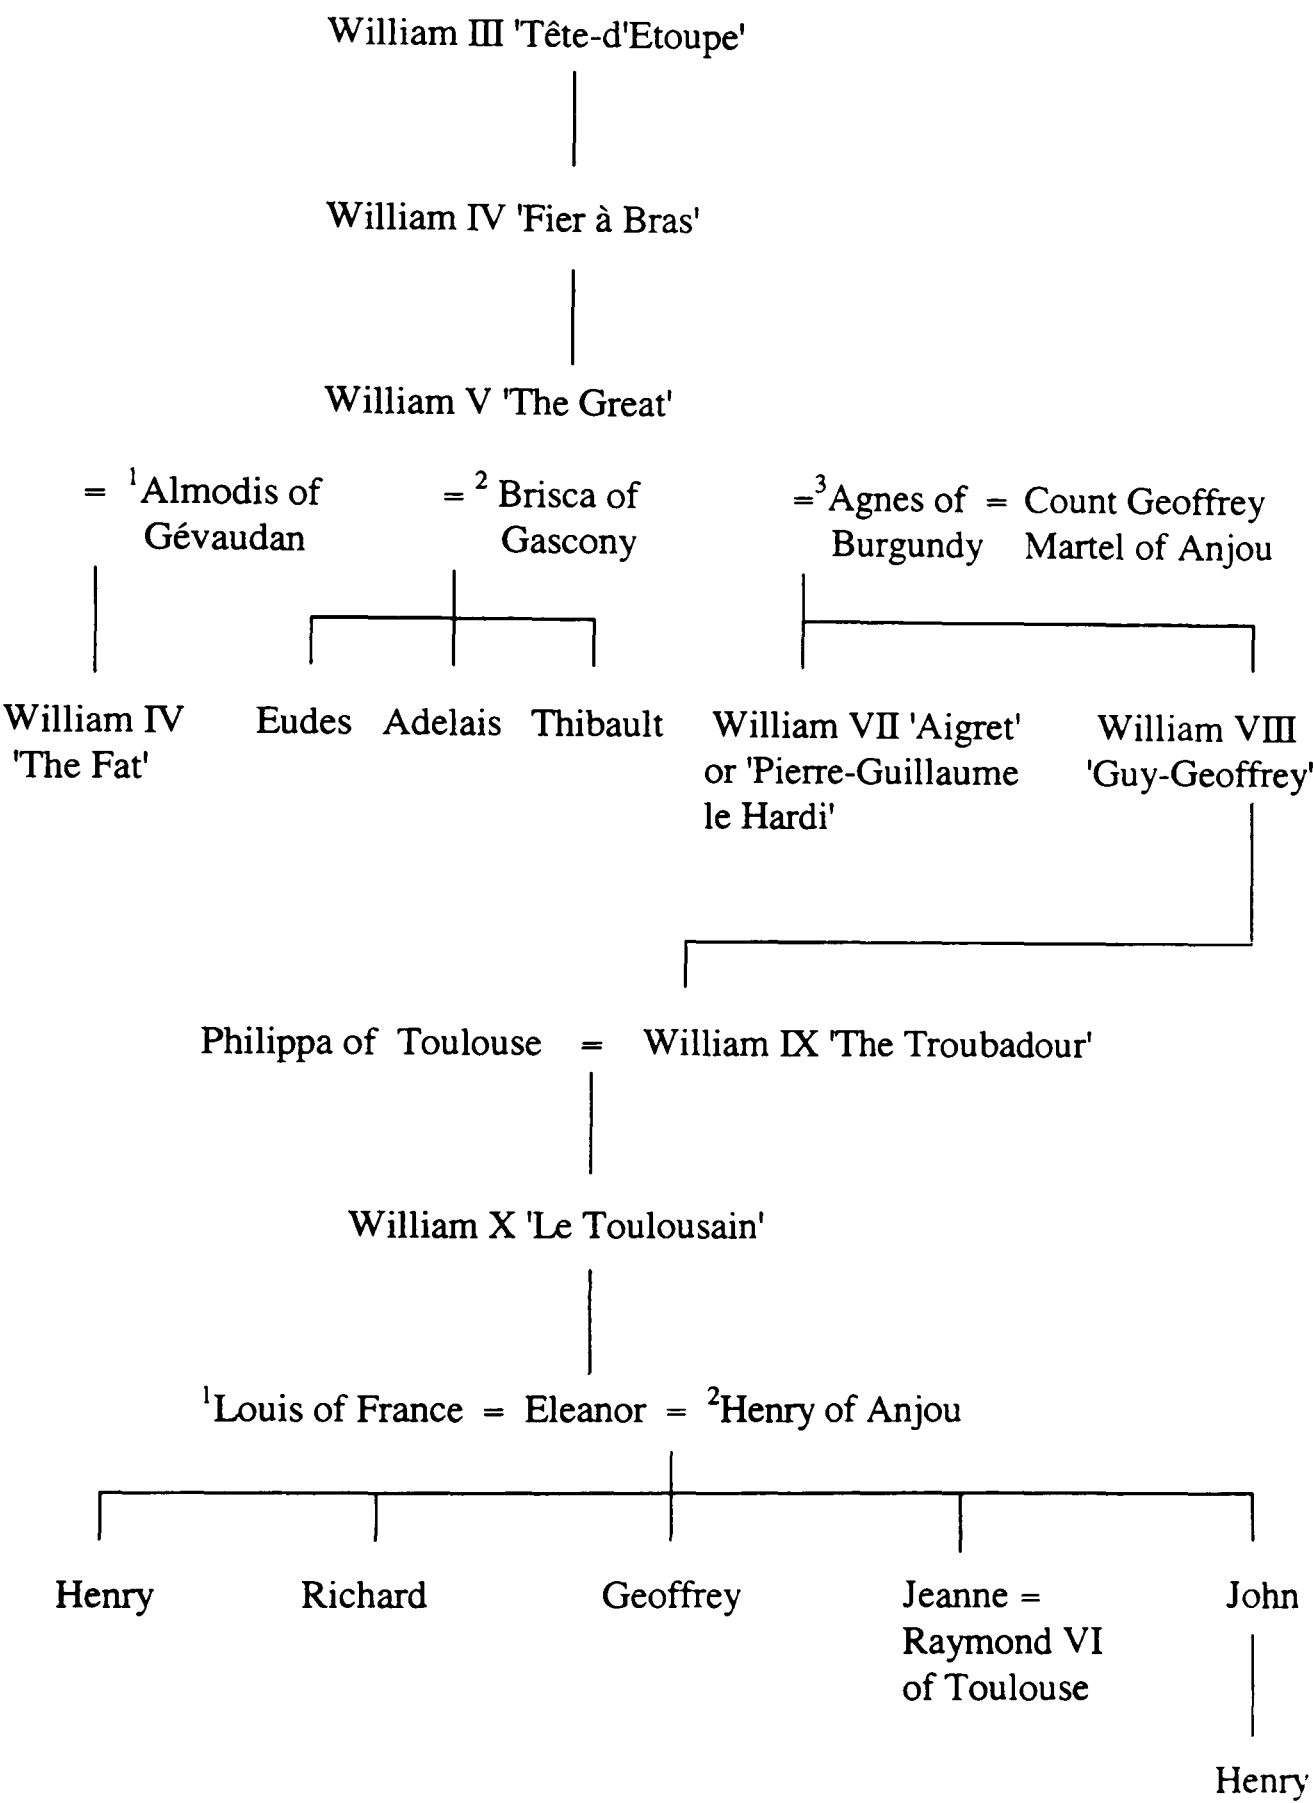 William III 'Tête-d'Etoupe'
William IV 'Fier à Bras'
William V 'The Great'
= ¹Almodis of
Gévaudan
= ² Brisca of
Gascony
=³Agnes of = Count Geoffrey
Burgundy Martel of Anjou
William IV
'The Fat'
Eudes Adelais Thibault
William VII 'Aigret'
or 'Pierre-Guillaume
le Hardi'
William VIII
'Guy-Geoffrey'
Philippa of Toulouse = William IX 'The Troubadour'
William X 'Le Toulousain'
¹Louis of France = Eleanor = ²Henry of Anjou
Henry Richard Geoffrey
Jeanne =
Raymond VI
of Toulouse
John
Henry